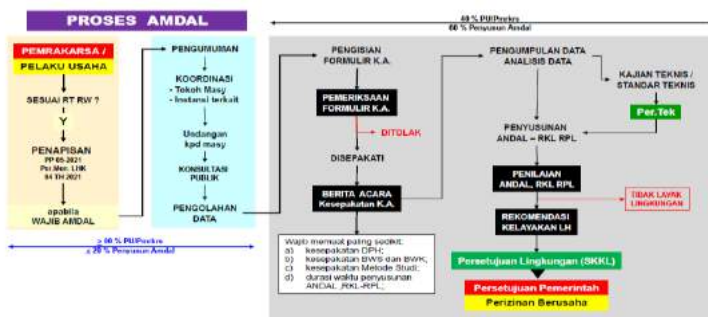 PROSES AMDAL
40 % PU/Prekrs
60 % Penyusun Amdal
PEMRAKARSA /
PELAKU USAHA
SESUAI RT RW ?
Y
PENAPISAN
PP 05-2021
Per.Men. LHK
04 TH 2021
apabila
WAJIB AMDAL
PENGUMUMAN
KOORDINASI
- Tokoh Masy
- Instansi terkait
Undangan
kpd masy
KONSULTASI
PUBLIK
PENGOLAHAN
DATA
% PU/Prekrs
20 % Penyusun Amdal
PENGISIAN
FORMULIR K.A.
PEMERIKSAAN
FORMULIR K.A.
DITOLAK
DISEPAKATI
BERITA ACARA
Kesepakatan K.A.
Wajib memuat paling sedikit:
a) kesepakatan DPH;
b) kesepakatan BWS dan BWK;
c) kesepakatan Metode Studi;
d) durasi waktu penyusunan
ANDAL ,RKL-RPL;
PENGUMPULAN DATA
ANALISIS DATA
KAJIAN TEKNIS /
STANDAR TEKNIS
Per.Tek
PENYUSUNAN
ANDAL – RKL RPL
PENILAIAN
ANDAL, RKL RPL
TIDAK LAYAK
LINGKUNGAN
REKOMENDASI
KELAYAKAN LH
Persetujuan Lingkungan (SKKL)
Persetujuan Pemerintah
Perizinan Berusaha